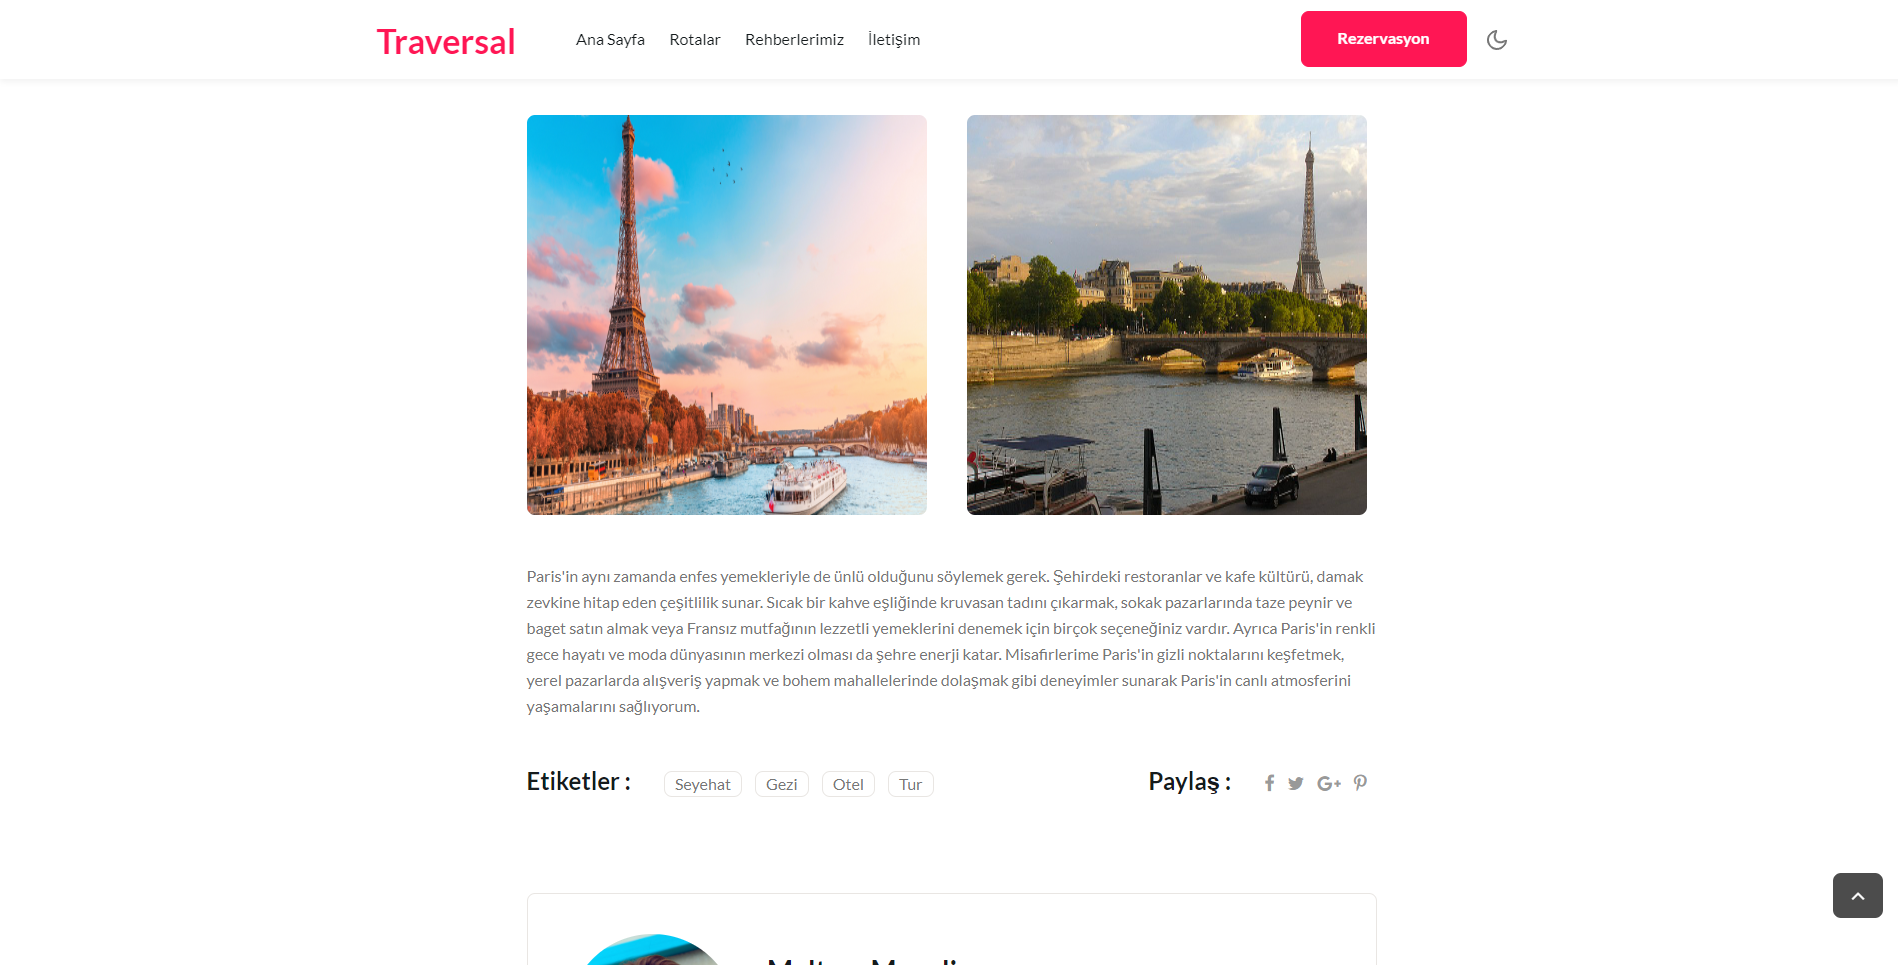 Traversal
Ana Sayfa Rotalar Rehberlerimiz İletişim
Rezervasyon
Paris'in aynı zamanda enfes yemekleriyle de ünlü olduğunu söylemek gerek. Şehirdeki restoranlar ve kafe kültürü, damak
zevkine hitap eden çeşitlilik sunar. Sıcak bir kahve eşliğinde kruvasan tadını çıkarmak, sokak pazarlarında taze peynir ve
baget satın almak veya Fransız mutfağının lezzetli yemeklerini denemek için birçok seçeneğiniz vardır. Ayrıca Paris'in renkli
gece hayatı ve moda dünyasının merkezi olması da şehre enerji katar. Misafirlerime Paris'in gizli noktalarını keşfetmek,
yerel pazarlarda alışveriş yapmak ve bohem mahallelerinde dolaşmak gibi deneyimler sunarak Paris'in canlı atmosferini
yaşamalarını sağlıyorum.
Etiketler : Seyehat Gezi Otel Tur
Paylaş :